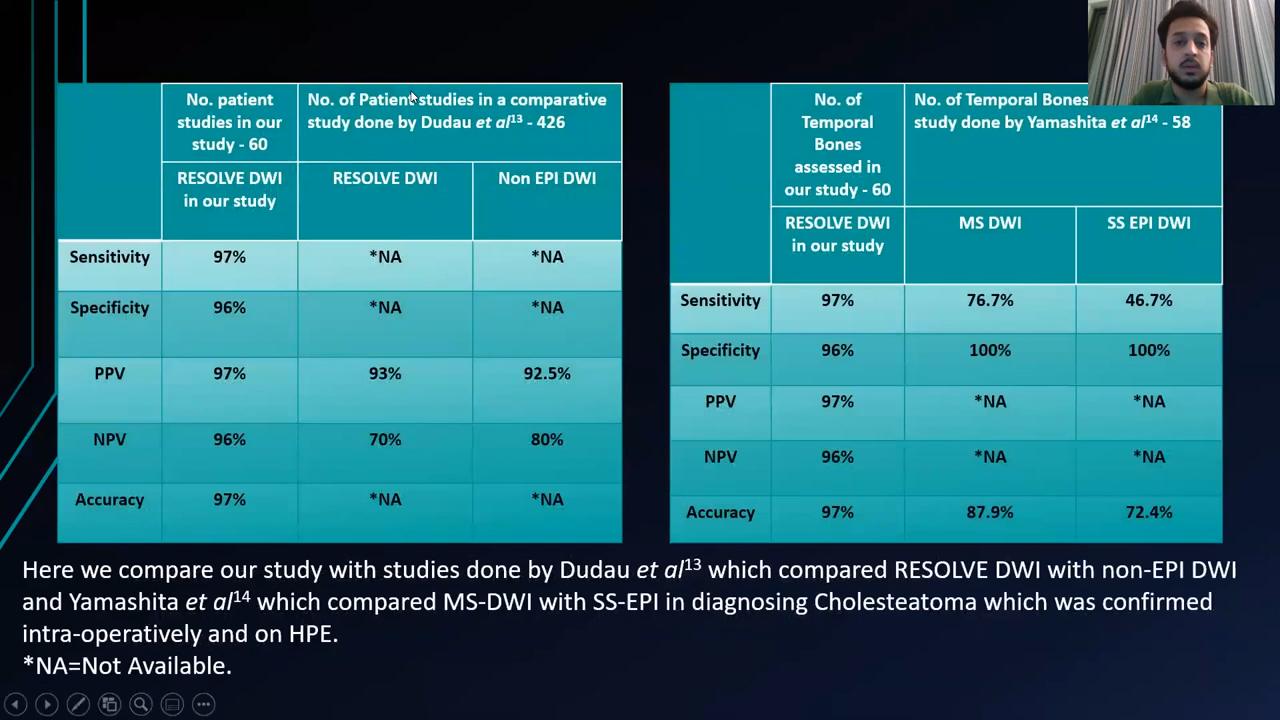 No. patient
studies in our
study - 60
No. of Patient studies in a comparative
study done by Dudau et al13 - 426
RESOLVE DWI
in our study
RESOLVE DWI
Non EPI DWI
Sensitivity 97% *NA *NA
Specificity 96% *NA *NA
PPV 97% 93% 92.5%
NPV 96% 70% 80%
Accuracy 97% *NA *NA
No. of
Temporal
Bones
assessed in
our study - 60
No. of Temporal Bones
study done by Yamashita et al14 - 58
RESOLVE DWI
in our study
MS DWI
SS EPI DWI
Sensitivity 97% 76.7% 46.7%
Specificity 96% 100% 100%
PPV 97% *NA *NA
NPV 96% *NA *NA
Accuracy 97% 87.9% 72.4%
Here we compare our study with studies done by Dudau et al13 which compared RESOLVE DWI with non-EPI DWI
and Yamashita et al14 which compared MS-DWI with SS-EPI in diagnosing Cholesteatoma which was confirmed
intra-operatively and on HPE.
*NA=Not Available.